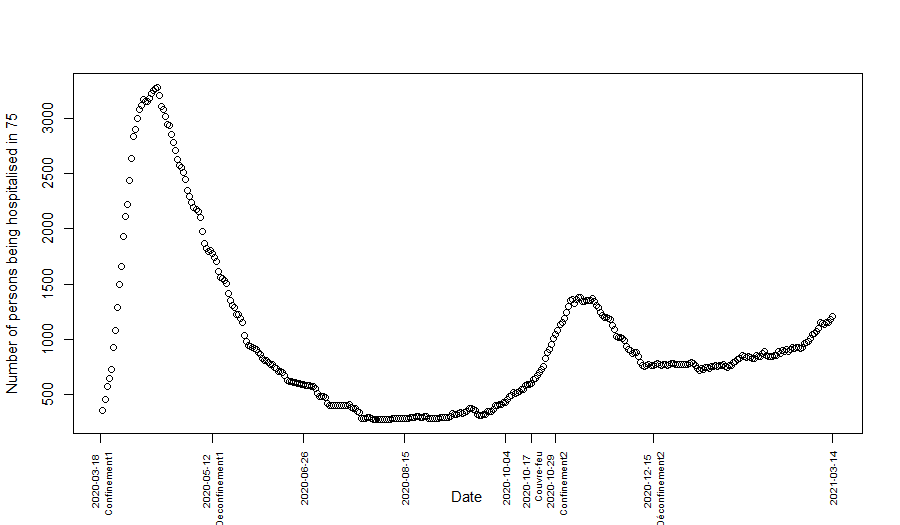 Number of persons being hospitalised in 75
3000
2500
2000
1500
1000
500
2020-03-18
Confinement1
2020-05-12
Deconfinement1
2020-06-26
2020-08-15
2020-10-04
2020-10-17
Couvre-feu
2020-10-29
Confinement2
2020-12-15
Déconfinement2
2021-03-14
Date